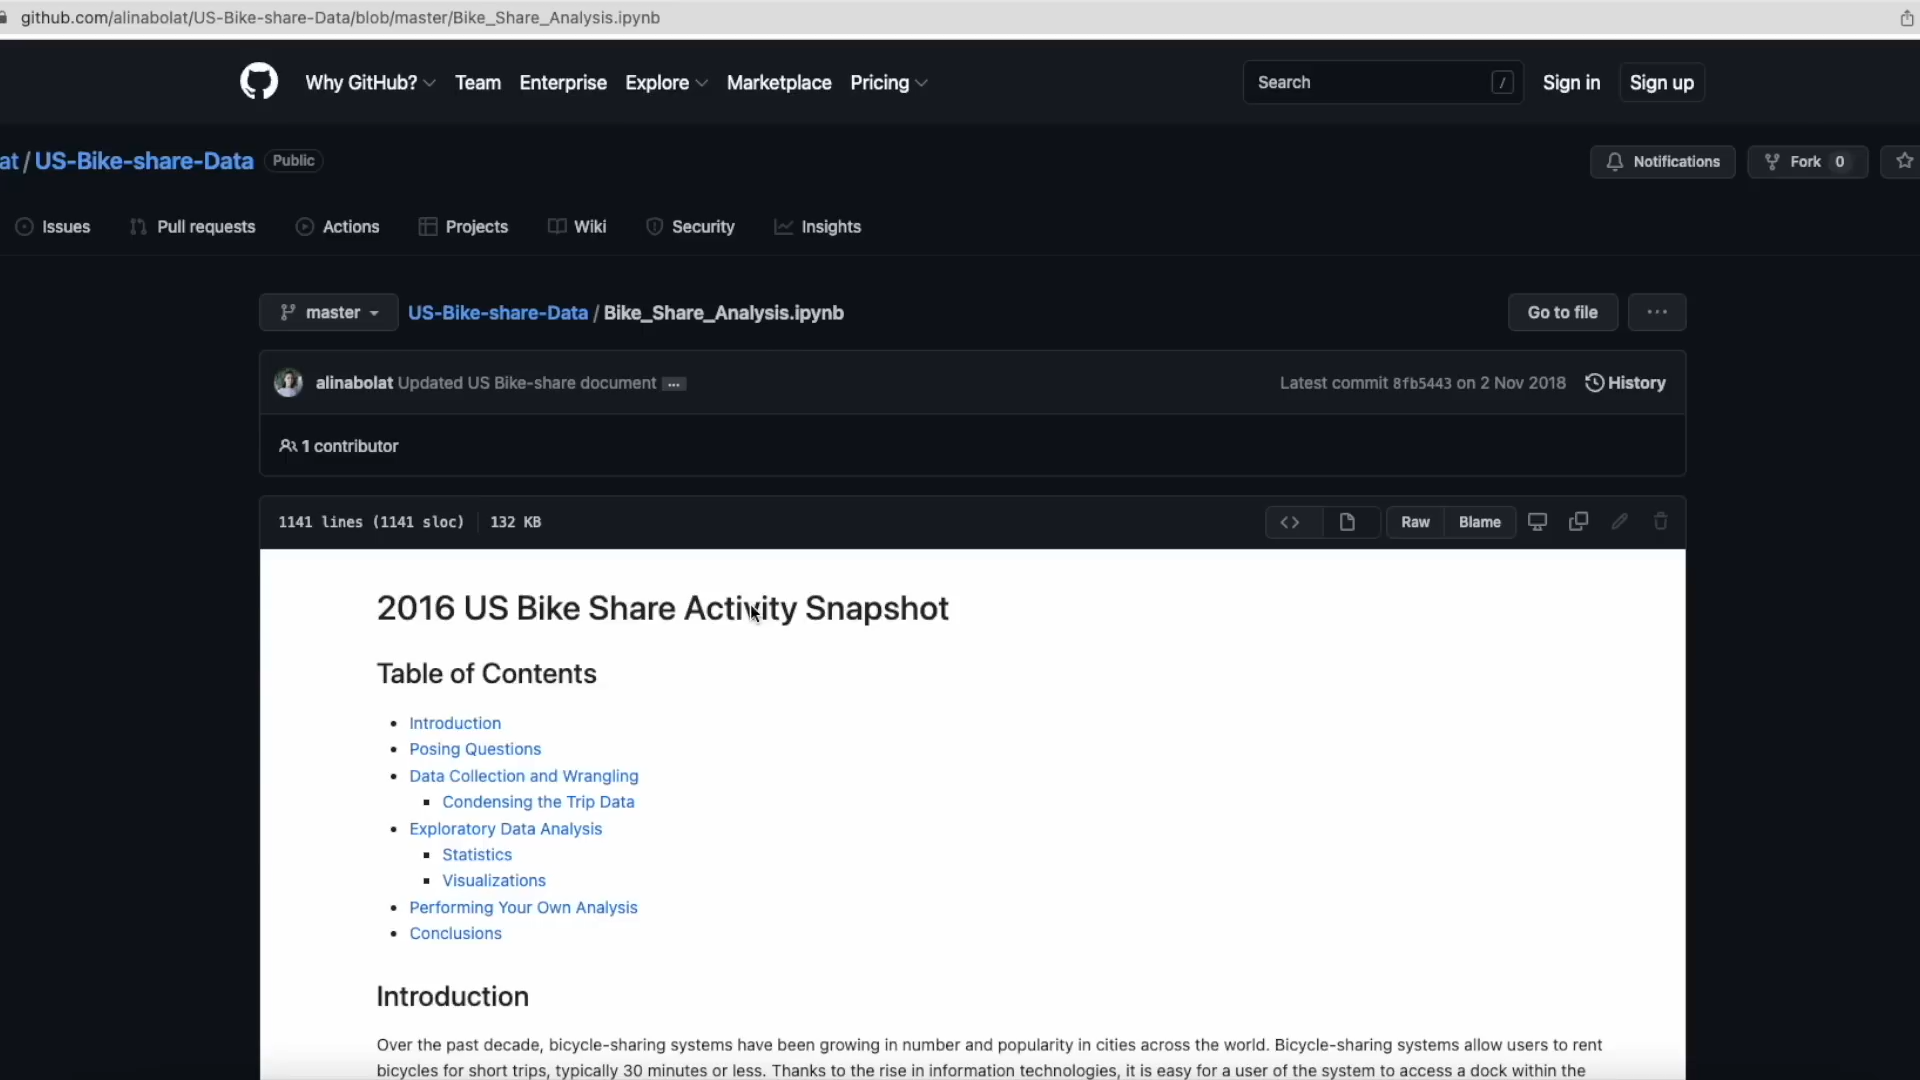 github.com/alinabolat/US-Bike-share-Data/blob/master/Bike_Share_Analysis.ipynb
Why GitHub? Team Enterprise Explore Marketplace Pricing Search / Sign in Sign up
at / US-Bike-share-Data Public Notifications Fork 0
Issues Pull requests Actions Projects Wiki Security Insights
master US-Bike-share-Data / Bike_Share_Analysis.ipynb Go to file ...
alinabolat Updated US Bike-share document ... Latest commit 8fb5443 on 2 Nov 2018 History
1 contributor
1141 lines (1141 sloc) 132 KB <> Raw Blame
2016 US Bike Share Activity Snapshot
Table of Contents
• Introduction
• Posing Questions
• Data Collection and Wrangling
▪ Condensing the Trip Data
• Exploratory Data Analysis
▪ Statistics
▪ Visualizations
• Performing Your Own Analysis
• Conclusions
Introduction
Over the past decade, bicycle-sharing systems have been growing in number and popularity in cities across the world. Bicycle-sharing systems allow users to rent
bicycles for short trips, typically 30 minutes or less. Thanks to the rise in information technologies, it is easy for a user of the system to access a dock within the